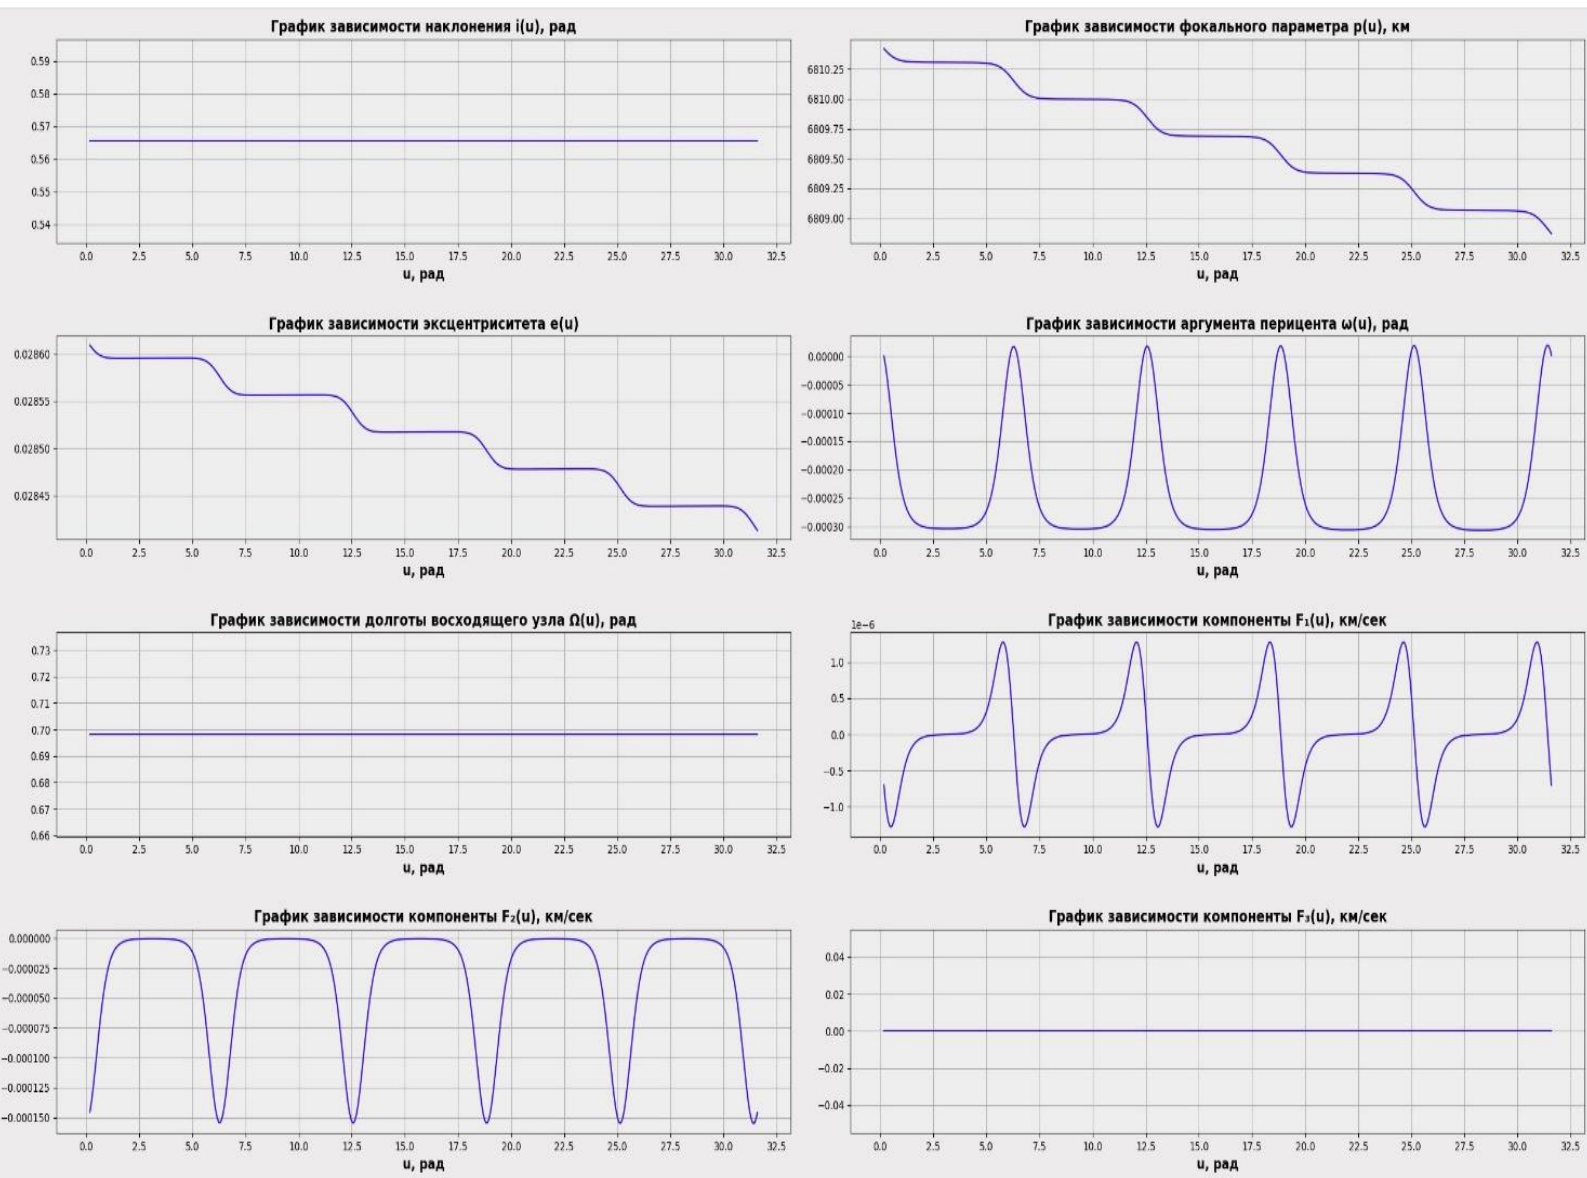 График зависимости наклонения i(u), рад
0.59
0.58
0.57
0.56
0.55
0.54
0.0 2.5 5.0 7.5 10.0 12.5 15.0 17.5 20.0 22.5 25.0 27.5 30.0 32.5
u, рад
График зависимости фокального параметра p(u), км
6810.25
6810.00
6809.75
6809.50
6809.25
6809.00
0.0 2.5 5.0 7.5 10.0 12.5 15.0 17.5 20.0 22.5 25.0 27.5 30.0 32.5
u, рад
График зависимости эксцентриситета e(u)
0.02860
0.02855
0.02850
0.02845
0.0 2.5 5.0 7.5 10.0 12.5 15.0 17.5 20.0 22.5 25.0 27.5 30.0 32.5
u, рад
График зависимости аргумента перицента ω(u), рад
0.00000
−0.00005
−0.00010
−0.00015
−0.00020
−0.00025
−0.00030
0.0 2.5 5.0 7.5 10.0 12.5 15.0 17.5 20.0 22.5 25.0 27.5 30.0 32.5
u, рад
График зависимости долготы восходящего узла Ω(u), рад
0.73
0.72
0.71
0.70
0.69
0.68
0.67
0.66
0.0 2.5 5.0 7.5 10.0 12.5 15.0 17.5 20.0 22.5 25.0 27.5 30.0 32.5
u, рад
График зависимости компоненты F₁(u), км/сек
1e−6
1.0
0.5
0.0
−0.5
−1.0
0.0 2.5 5.0 7.5 10.0 12.5 15.0 17.5 20.0 22.5 25.0 27.5 30.0 32.5
u, рад
График зависимости компоненты F₂(u), км/сек
0.000000
−0.000025
−0.000050
−0.000075
−0.000100
−0.000125
−0.000150
0.0 2.5 5.0 7.5 10.0 12.5 15.0 17.5 20.0 22.5 25.0 27.5 30.0 32.5
u, рад
График зависимости компоненты F₃(u), км/сек
0.04
0.02
0.00
−0.02
−0.04
0.0 2.5 5.0 7.5 10.0 12.5 15.0 17.5 20.0 22.5 25.0 27.5 30.0 32.5
u, рад